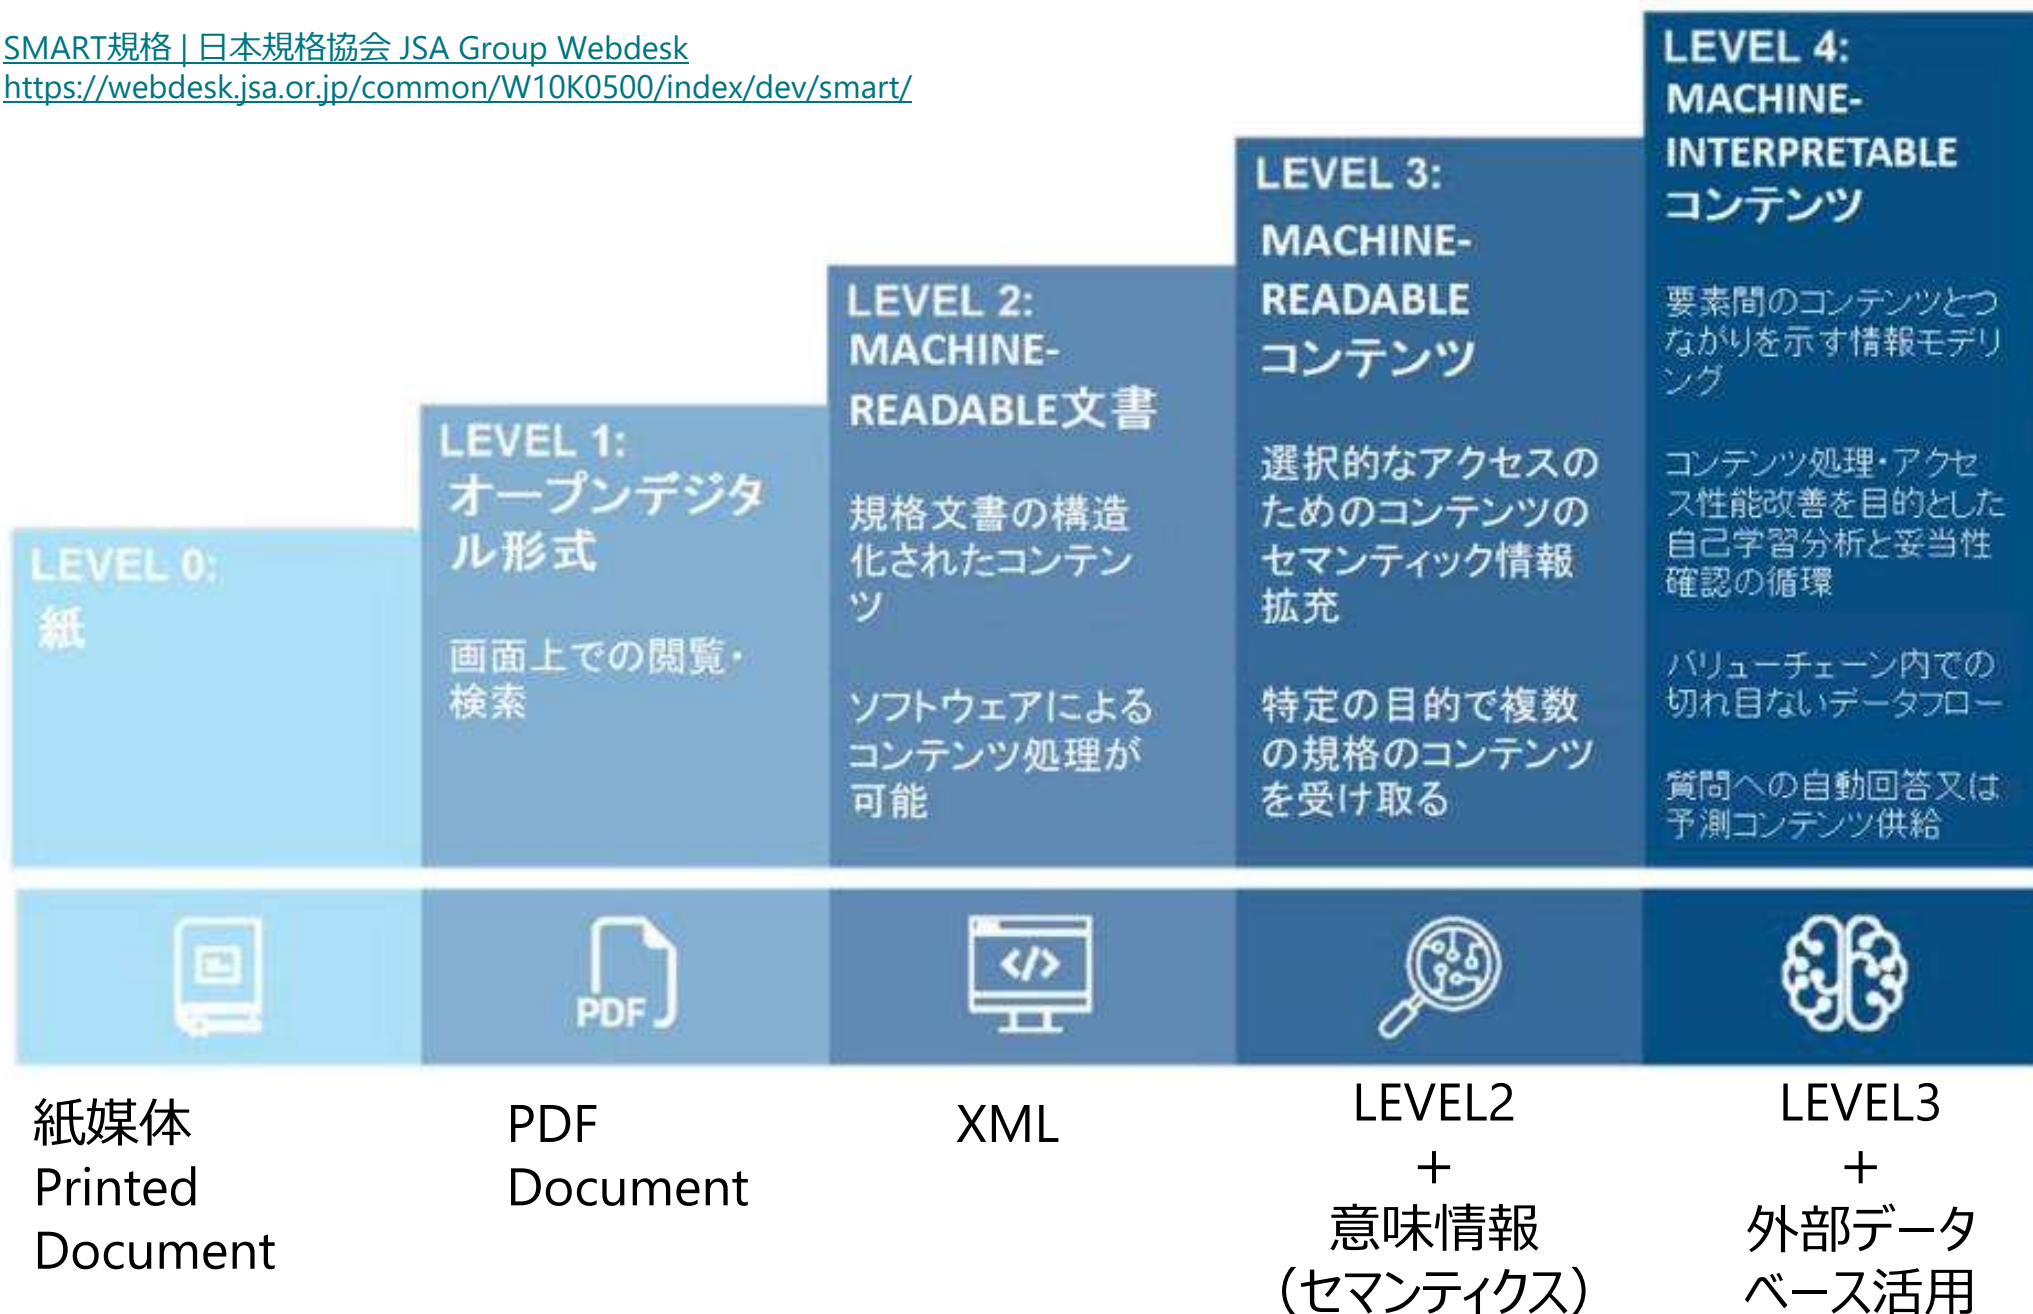 SMART規格 | 日本規格協会 JSA Group Webdesk
https://webdesk.jsa.or.jp/common/W10K0500/index/dev/smart/
LEVEL 0:
紙
LEVEL 1:
オープンデジタ
ル形式
画面上での閲覧・
検索
LEVEL 2:
MACHINE-
READABLE文書
規格文書の構造
化されたコンテン
ツ
ソフトウェアによる
コンテンツ処理が
可能
LEVEL 3:
MACHINE-
READABLE
コンテンツ
選択的なアクセスの
ためのコンテンツの
セマンティック情報
拡充
特定の目的で複数
の規格のコンテンツ
を受け取る
LEVEL 4:
MACHINE-
INTERPRETABLE
コンテンツ
要素間のコンテンツとつ
ながりを示す情報モデリ
ング
コンテンツ処理・アクセ
ス性能改善を目的とした
自己学習分析と妥当性
確認の循環
バリューチェーン内での
切れ目ないデータフロー
質問への自動回答又は
予測コンテンツ供給
PDF
</>
紙媒体
Printed
Document
PDF
Document
XML
LEVEL2
+
意味情報
（セマンティクス）
LEVEL3
+
外部データ
ベース活用